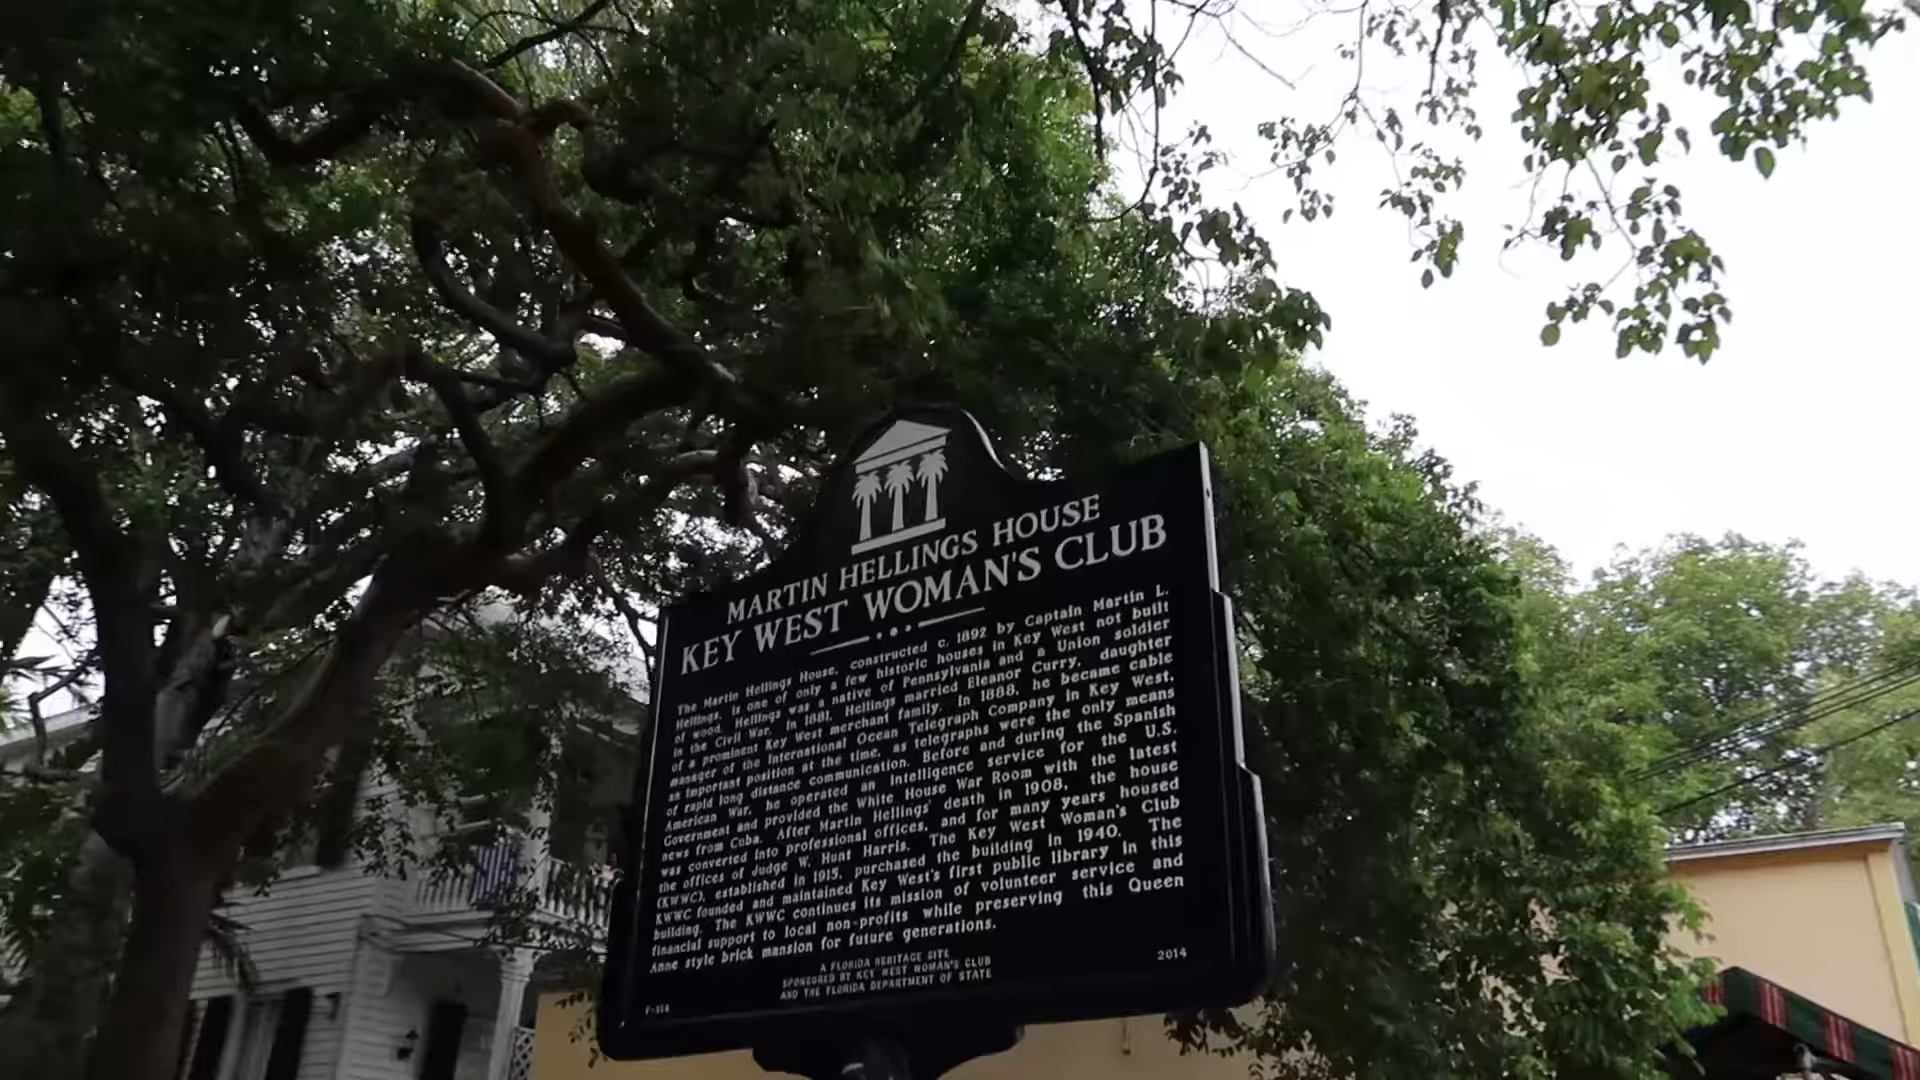 MARTIN HELLINGS HOUSE
KEY WEST WOMAN'S CLUB
The Martin Hellings House, constructed c. 1892 by Captain Martin L.
Hellings, is one of only a few historic houses in Key West not built
of wood. Hellings was a native of Pennsylvania and a Union soldier
in the Civil War. In 1881, Hellings married Eleanor Curry, daughter
of a prominent Key West merchant family. In 1888, he became cable
manager of the International Ocean Telegraph Company in Key West,
an important position at the time, as telegraphs were the only means
of rapid long distance communication. Before and during the Spanish
American War, he operated an intelligence service for the U.S.
Government and provided the White House War Room with the latest
news from Cuba. After Martin Hellings' death in 1908, the house
was converted into professional offices, and for many years housed
the offices of Judge W. Hunt Harris. The Key West Woman's Club
(KWWC), established in 1915, purchased the building in 1940. The
KWWC founded and maintained Key West's first public library in this
building. The KWWC continues its mission of volunteer service and
financial support to local non-profits while preserving this Queen
Anne style brick mansion for future generations.
A FLORIDA HERITAGE SITE
SPONSORED BY KEY WEST WOMAN'S CLUB
AND THE FLORIDA DEPARTMENT OF STATE
2014